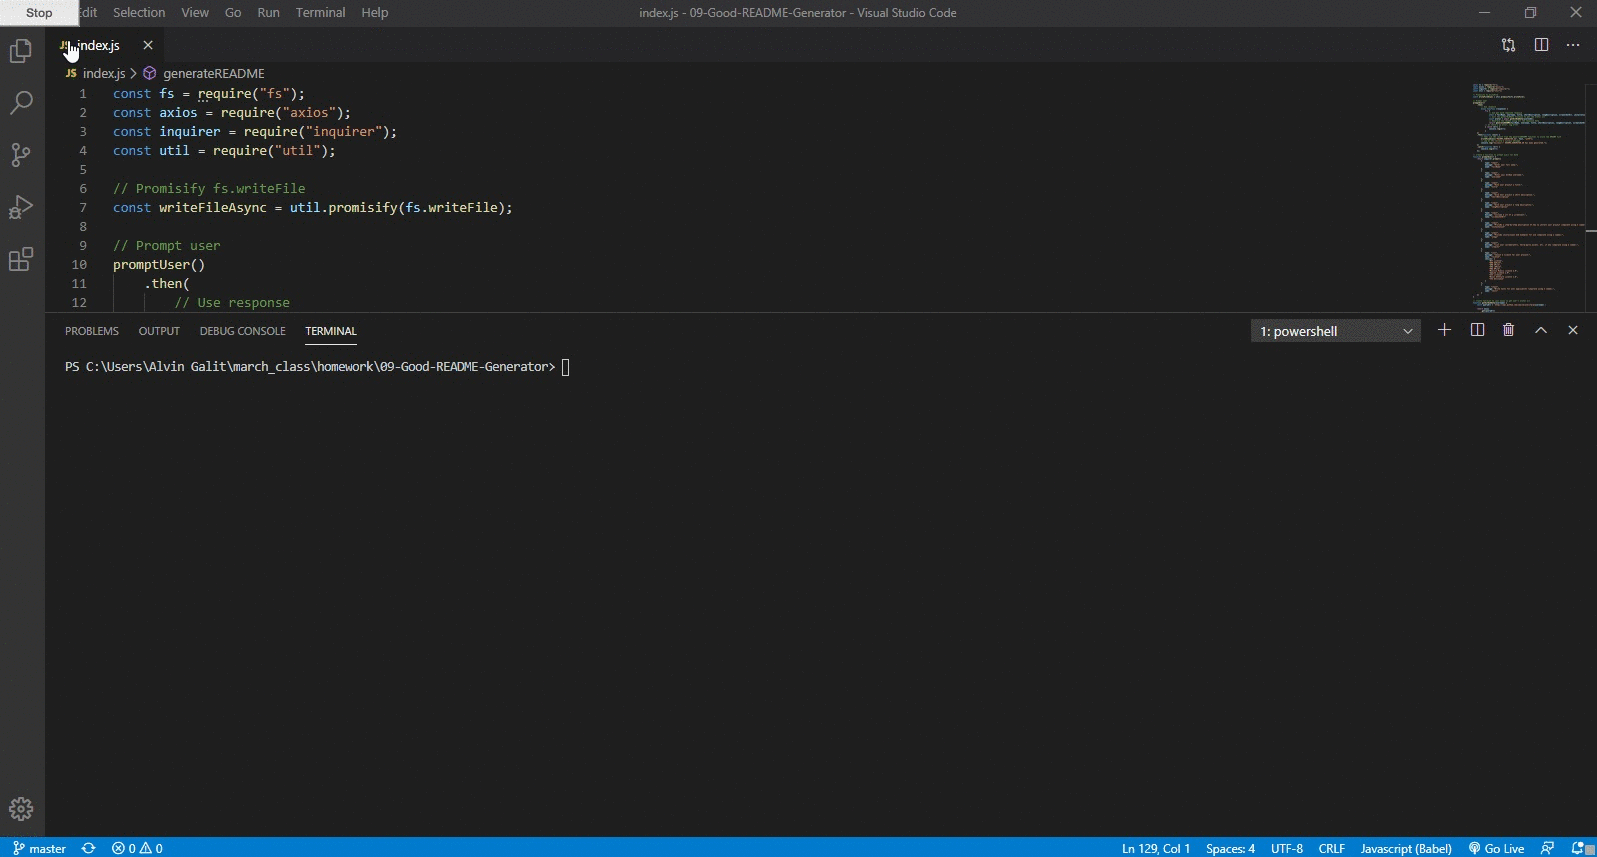 Stop Edit Selection View Go Run Terminal Help index.js - 09-Good-README-Generator - Visual Studio Code
JS index.js
JS index.js > generateREADME
1 const fs = require("fs");
2 const axios = require("axios");
3 const inquirer = require("inquirer");
4 const util = require("util");
5
6 // Promisify fs.writeFile
7 const writeFileAsync = util.promisify(fs.writeFile);
8
9 // Prompt user
10 promptUser()
11 .then(
12 // Use response
PROBLEMS OUTPUT DEBUG CONSOLE TERMINAL 1: powershell
PS C:\Users\Alvin Galit\march_class\homework\09-Good-README-Generator>
master 0 0 Ln 129, Col 1 Spaces: 4 UTF-8 CRLF Javascript (Babel) Go Live